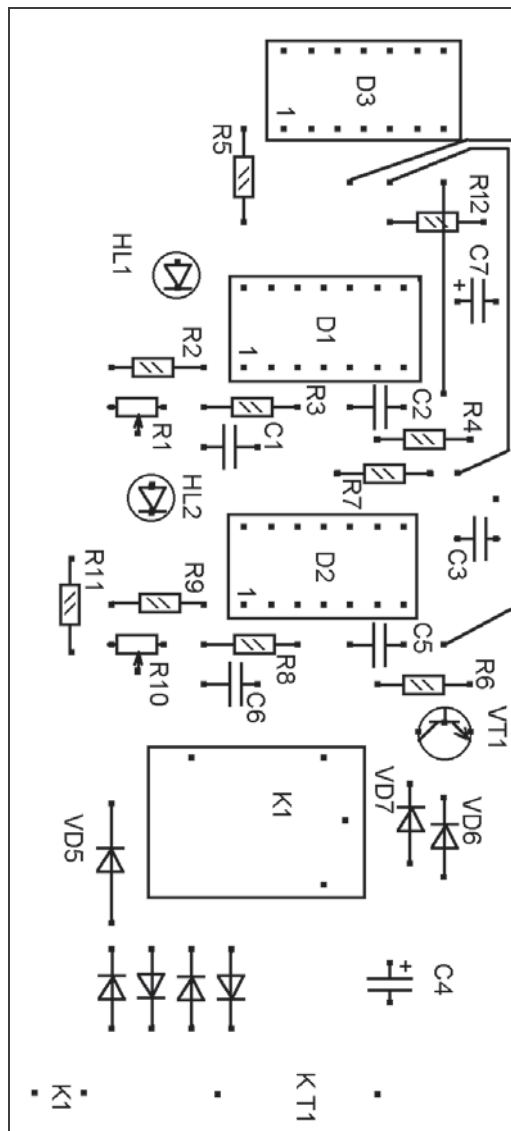 D3
1
R5
R12
HL1
C7
+
D1
1
R2
R3
C2
R4
R1
C1
R7
HL2
D2
1
C3
R11
R9
C5
R8
R10
C6
R6
VT1
K1
VD7
VD6
VD5
+
C4
K1
KT1